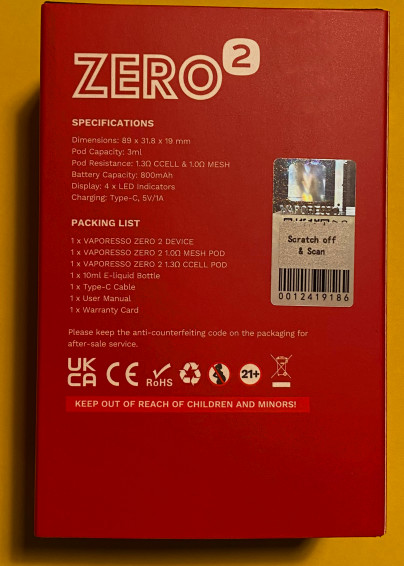 ZERO 2
SPECIFICATIONS
Dimensions: 89 x 31.8 x 19 mm
Pod Capacity: 3ml
Pod Resistance: 1.3Ω CCELL & 1.0Ω MESH
Battery Capacity: 800mAh
Display: 4 x LED Indicators
Charging: Type-C, 5V/1A
PACKING LIST
1 x VAPORESSO ZERO 2 DEVICE
1 x VAPORESSO ZERO 2 1.0Ω MESH POD
1 x VAPORESSO ZERO 2 1.3Ω CCELL POD
1 x 10ml E-liquid Bottle
1 x Type-C Cable
1 x User Manual
1 x Warranty Card
Scratch off
& Scan
0012419186
Please keep the anti-counterfeiting code on the packaging for
after-sale service.
UK
CA CE RoHS 21+
KEEP OUT OF REACH OF CHILDREN AND MINORS!